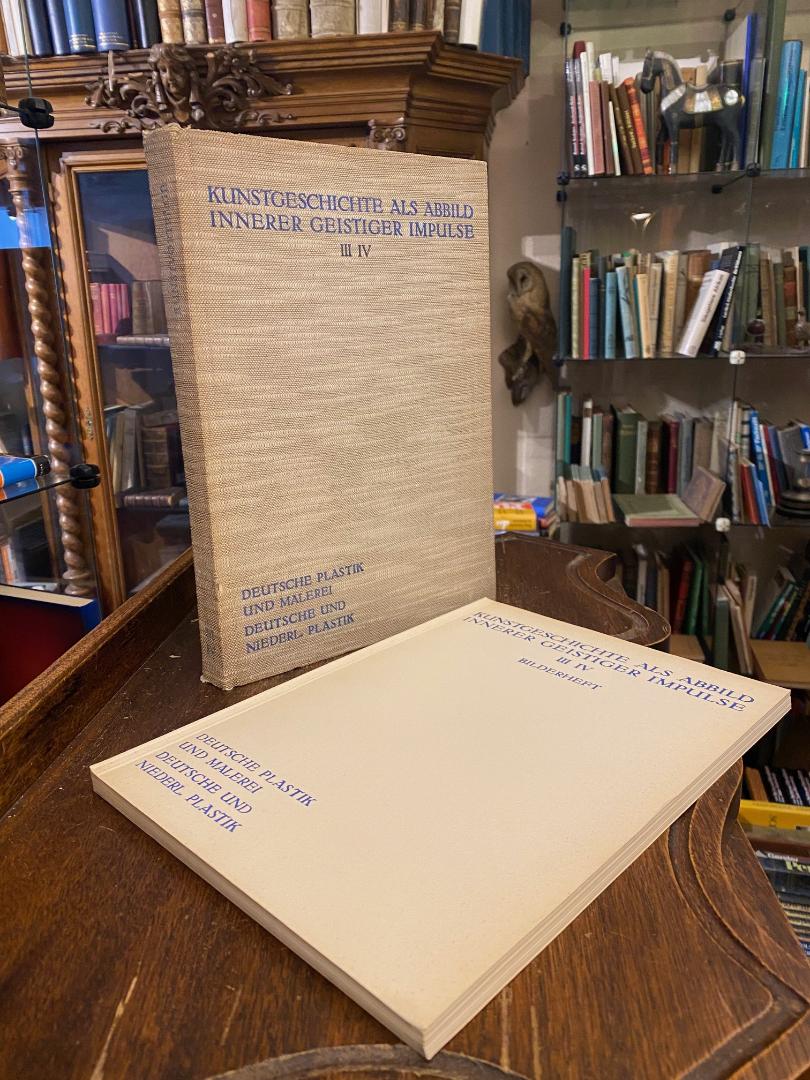 KUNSTGESCHICHTE ALS ABBILD
INNERER GEISTIGER IMPULSE
III IV
DEUTSCHE PLASTIK
UND MALEREI
DEUTSCHE UND
NIEDERL. PLASTIK
KUNSTGESCHICHTE ALS ABBILD
INNERER GEISTIGER IMPULSE
III IV
BILDERHEFT
DEUTSCHE PLASTIK
UND MALEREI
DEUTSCHE UND
NIEDERL. PLASTIK